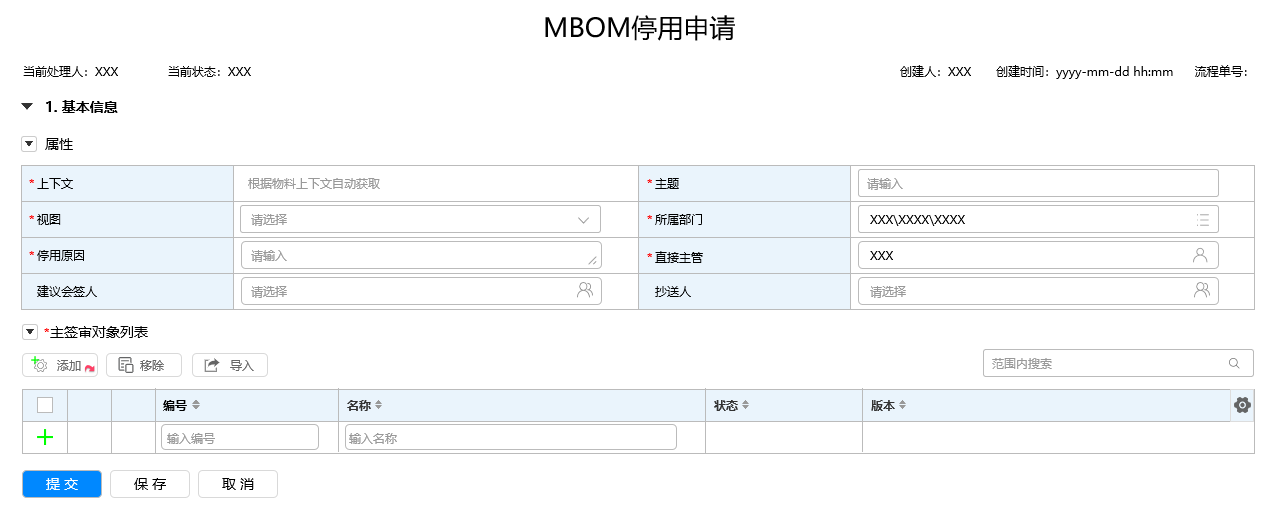 MBOM停用申请
当前处理人：XXX 当前状态：XXX 创建人：XXX 创建时间：yyyy-mm-dd hh:mm 流程单号：
1. 基本信息
属性
*上下文 根据物料上下文自动获取 *主题 请输入
*视图 请选择 *所属部门 XXX\XXXX\XXXX
*停用原因 请输入 *直接主管 XXX
建议会签人 请选择 抄送人 请选择
*主签审对象列表
添加 移除 导入 范围内搜索
编号 名称 状态 版本
输入编号 输入名称
提交 保存 取消